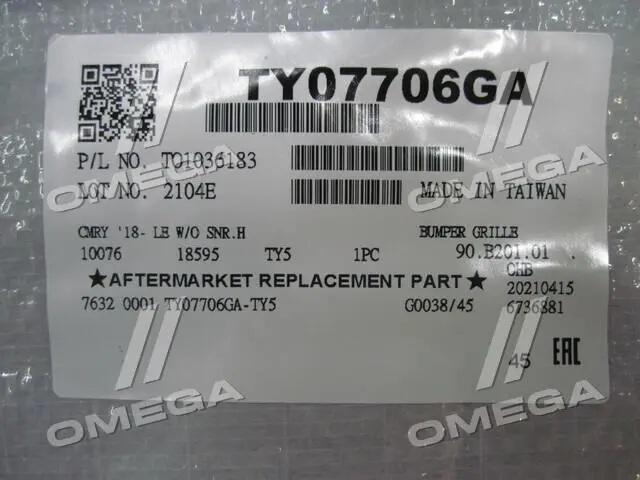 TY07706GA
P/L NO. TO1036183
LOT NO. 2104E
MADE IN TAIWAN
CMRY '18- LE W/O SNR.H BUMPER GRILLE
10076 18595 TY5 1PC 90.B201.01 .
★AFTERMARKET REPLACEMENT PART★ OHB
20210415
7632 0001 TY07706GA-TY5 G0038/45 6736881
45 EAC
OMEGA
OMEGA
OMEGA
OMEGA